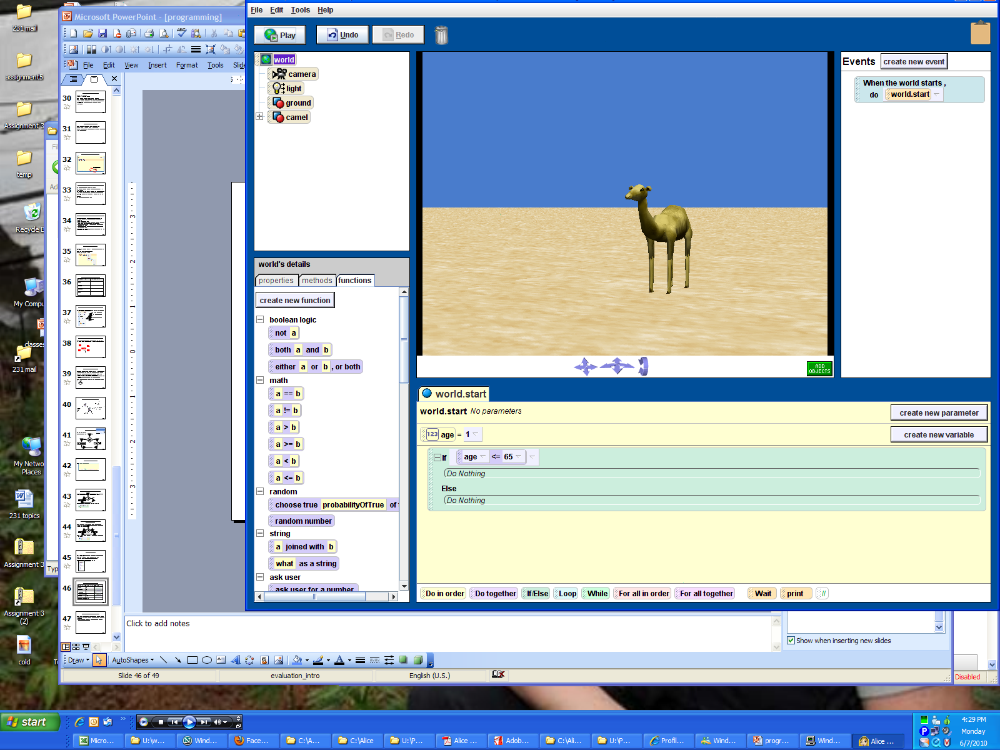 231 mail
assignment5
Assignment 3
temp
Recycle B
My Compu
classes
231 mail
My Netwo
Places
231 topics
Assignment 3
Assignment 3
(2)
cold
Microsoft PowerPoint - [programming]
File Edit View Insert Format Tools Slide
30
31
32
33
34
35
36
37
38
39
40
41
42
43
44
45
46
47
Ad
Typ
3
2
1
0
1
2
3
File Edit Tools Help
Play
Undo
Redo
world
camera
light
ground
camel
world's details
properties methods functions
create new function
boolean logic
not a
both a and b
either a or b , or both
math
a == b
a != b
a > b
a >= b
a < b
a <= b
random
choose true probabilityOfTrue of
random number
string
a joined with b
what as a string
ask user
ask user for a number
ADD
OBJECTS
Events create new event
When the world starts ,
do world.start
world.start
world.start No parameters
create new parameter
123 age = 1
create new variable
If age <= 65
Do Nothing
Else
Do Nothing
Do in order Do together If/Else Loop While For all in order For all together Wait print //
Click to add notes
Show when inserting new slides
Draw AutoShapes
Slide 46 of 49 evaluation_intro English (U.S.)
Disabled
start
Micro... U:\w... Wind... Face... C:\A... C:\Alice U:\P... Alice ... Adob... C:\Ali... U:\P... Profil... Wind... progr... Wind... Alice ...
4:29 PM
Monday
6/7/2010